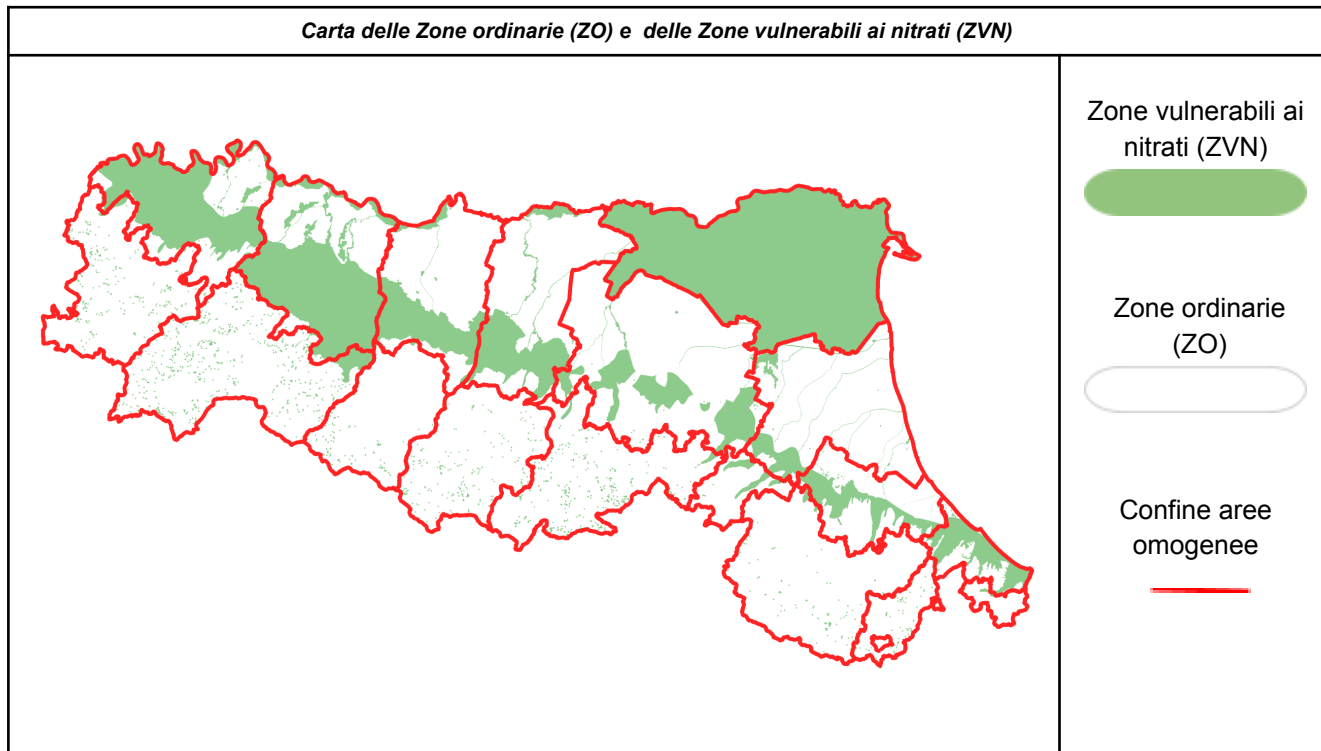 Carta delle Zone ordinarie (ZO) e delle Zone vulnerabili ai nitrati (ZVN)
Zone vulnerabili ai
nitrati (ZVN)
Zone ordinarie
(ZO)
Confine aree
omogenee